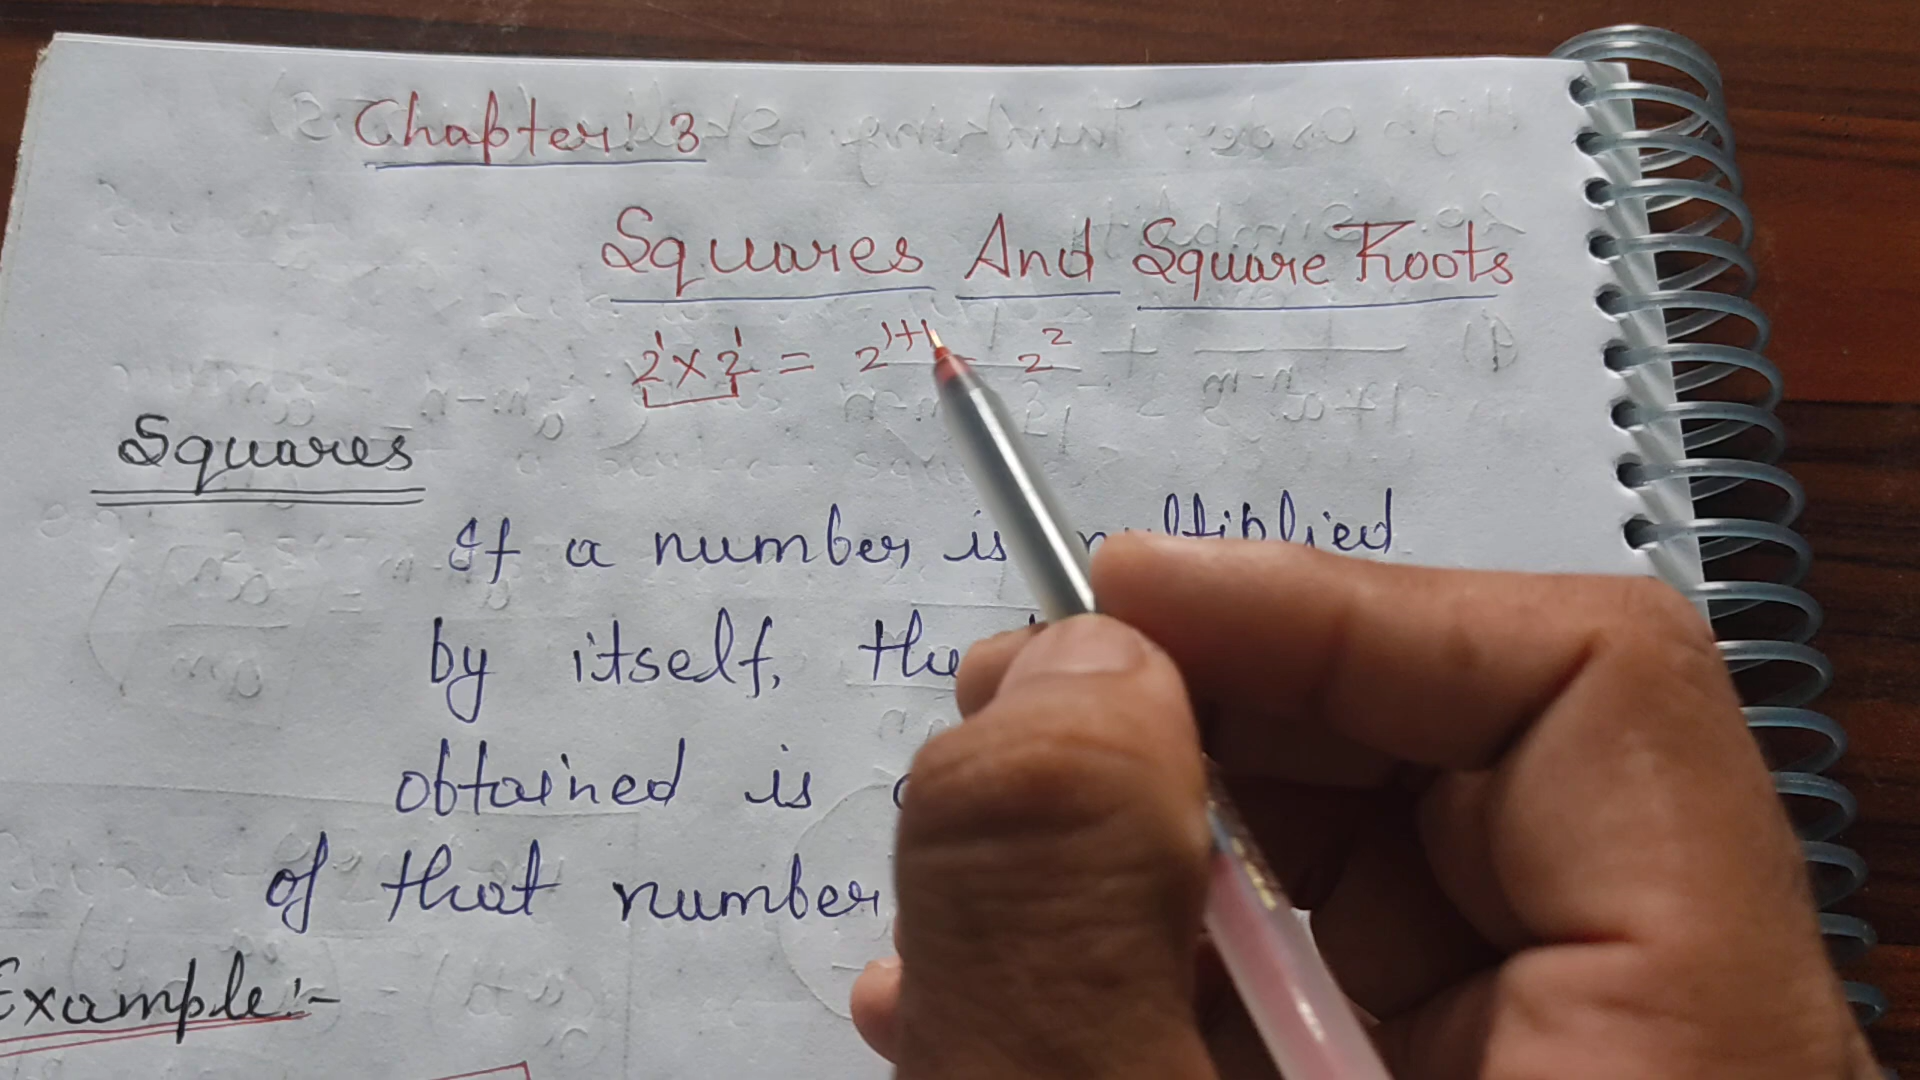 Chapter: 3
Squares And Square Roots
2¹ × 2¹ = 2¹⁺¹ = 2²
Squares
If a number is multiplied
by itself, the
obtained is
of that number
Example:-